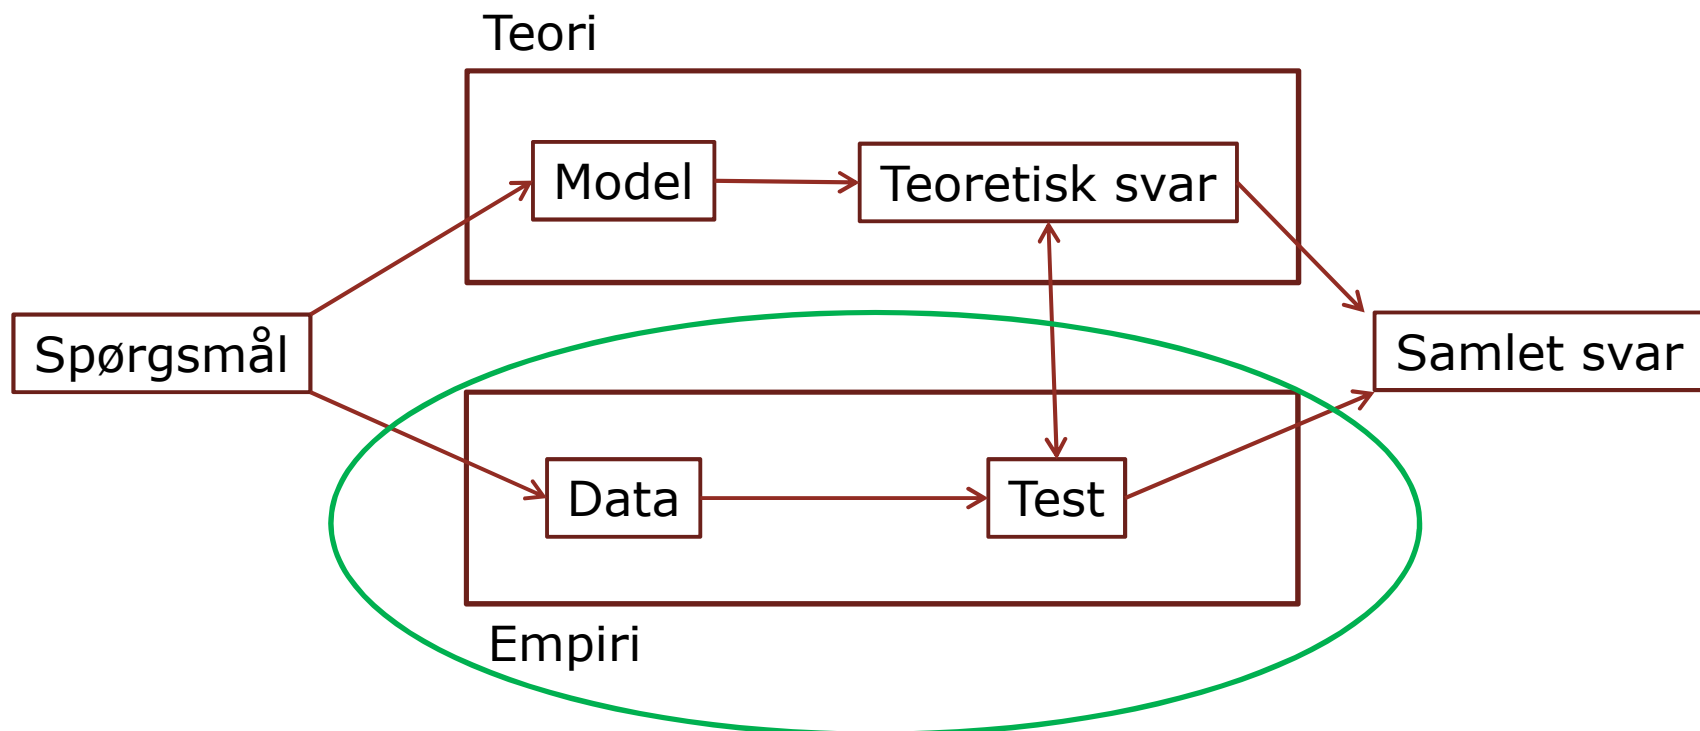 Teori
Model
Teoretisk svar
Spørgsmål
Samlet svar
Data
Test
Empiri